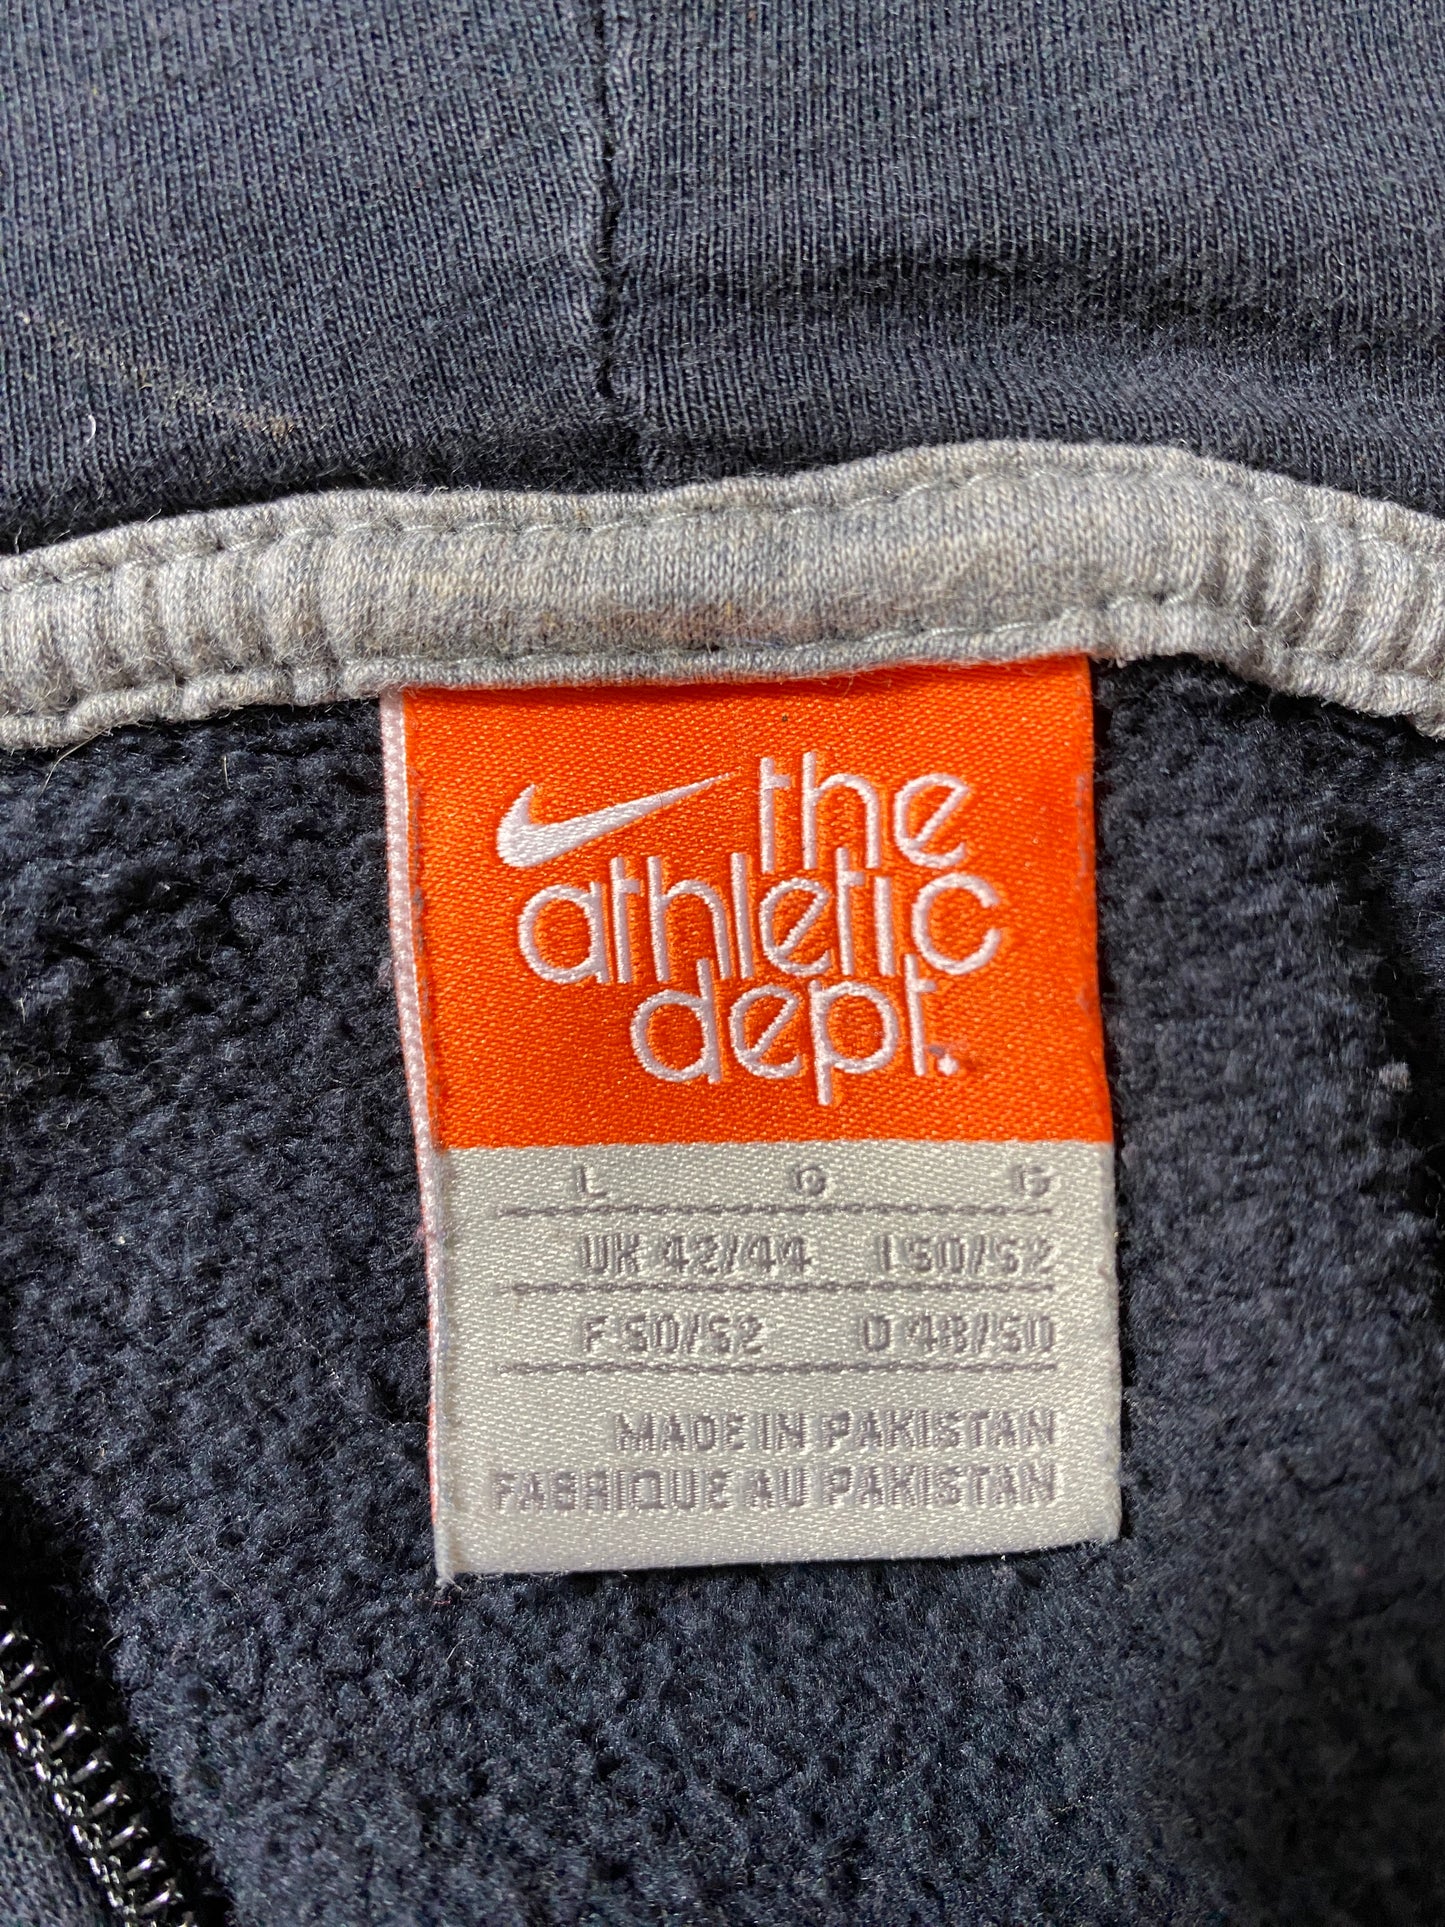 the
athletic
dept.
L G G
UK 42/44 I 50/52
F 50/52 D 48/50
MADE IN PAKISTAN
FABRIQUE AU PAKISTAN